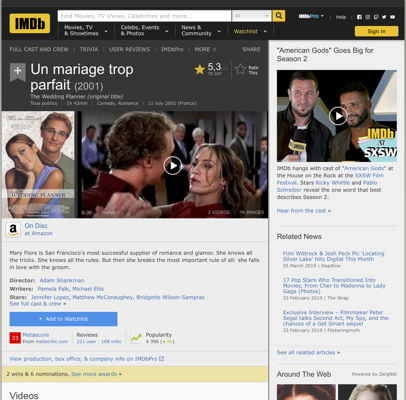 IMDb
Find Movies, TV shows, Celebrities and more...
All
IMDbPro
Help
Movies, TV & Showtimes
Celebs, Events & Photos
News & Community
Watchlist
Sign in
FULL CAST AND CREW | TRIVIA | USER REVIEWS | IMDbPro | MORE
SHARE
Un mariage trop
parfait (2001)
The Wedding Planner (original title)
Tous publics | 1h 43min | Comedy, Romance | 11 July 2001 (France)
5,3
Rate This
WEDDING PLANNER
0:30
2 VIDEOS
74 IMAGES
On Disc
at Amazon
Mary Fiore is San Francisco's most successful supplier of romance and glamor. She knows all
the tricks. She knows all the rules. But then she breaks the most important rule of all: she falls
in love with the groom.
Director: Adam Shankman
Writers: Pamela Falk, Michael Ellis
Stars: Jennifer Lopez, Matthew McConaughey, Bridgette Wilson-Sampras
See full cast & crew »
+ Add to Watchlist
33
Metascore
From metacritic.com
Reviews
221 user | 108 critic
Popularity
4 396
View production, box office, & company info on IMDbPro
2 wins & 6 nominations. See more awards »
Videos
"American Gods" Goes Big for
Season 2
IMDb
at
SXSW
IMDb hangs with cast of "American Gods" at
the House on the Rock at the SXSW Film
Festival. Stars Ricky Whittle and Pablo
Schreiber reveal the one word that best
describes Season 2.
Hear from the cast »
Related News
Finn Wittrock & Josh Peck Pic 'Locating
Silver Lake' Hits Digital This Month
05 March 2019 | Deadline
17 Pop Stars Who Transitioned Into
Movies, From Cher to Madonna to Lady
Gaga (Photos)
23 February 2019 | The Wrap
Exclusive Interview – Filmmaker Peter
Segal talks Second Act, My Spy, and the
chances of a Get Smart sequel
23 February 2019 | Flickeringmyth
See all related articles »
Around The Web
Powered by ZergNet